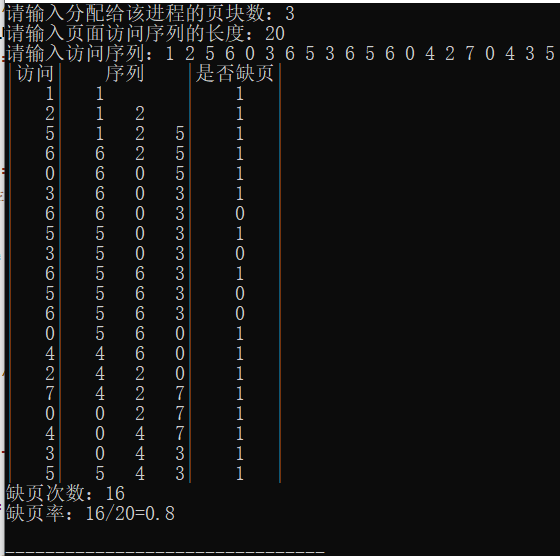 请输入分配给该进程的页块数：3
请输入页面访问序列的长度：20
请输入访问序列：1 2 5 6 0 3 6 5 3 6 5 6 0 4 2 7 0 4 3 5
|访问|    序列    |是否缺页|
|  1|  1         |   1   |
|  2|  1  2      |   1   |
|  5|  1  2  5|   1   |
|  6|  6  2  5|   1   |
|  0|  6  0  5|   1   |
|  3|  6  0  3|   1   |
|  6|  6  0  3|   0   |
|  5|  5  0  3|   1   |
|  3|  5  0  3|   0   |
|  6|  5  6  3|   1   |
|  5|  5  6  3|   0   |
|  6|  5  6  3|   0   |
|  0|  5  6  0|   1   |
|  4|  4  6  0|   1   |
|  2|  4  2  0|   1   |
|  7|  4  2  7|   1   |
|  0|  0  2  7|   1   |
|  4|  0  4  7|   1   |
|  3|  0  4  3|   1   |
|  5|  5  4  3|   1   |
缺页次数：16
缺页率：16/20=0.8
--------------------------------